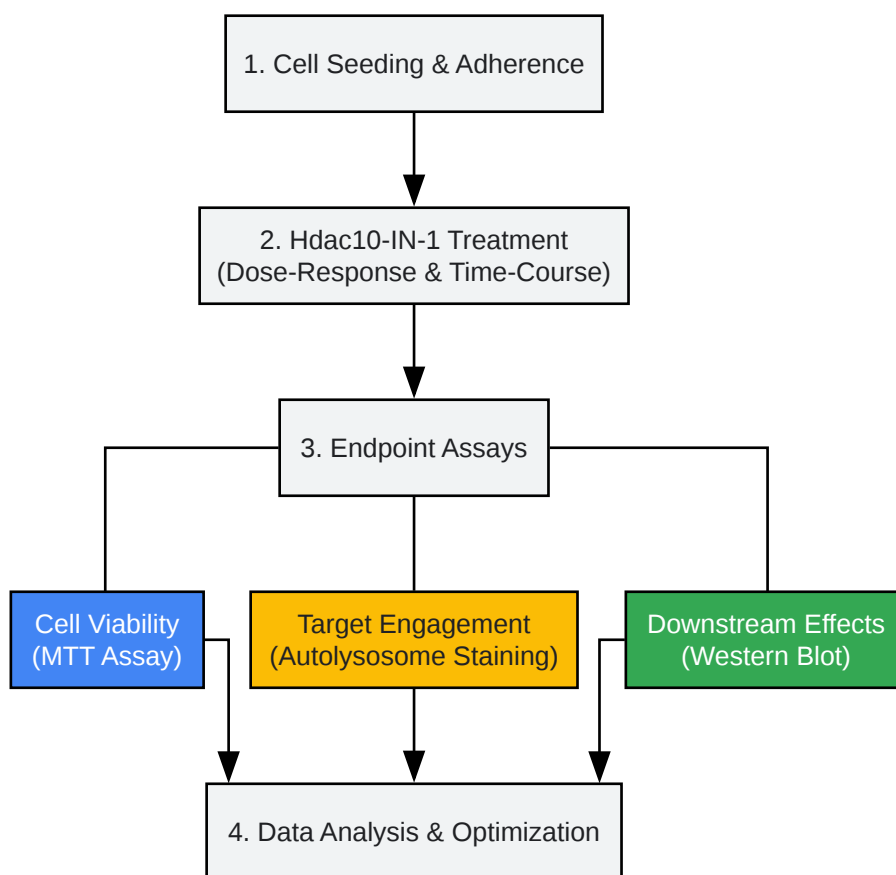 1. Cell Seeding & Adherence
2. Hdac10-IN-1 Treatment
(Dose-Response & Time-Course)
3. Endpoint Assays
Cell Viability
(MTT Assay)
Target Engagement
(Autolysosome Staining)
Downstream Effects
(Western Blot)
4. Data Analysis & Optimization